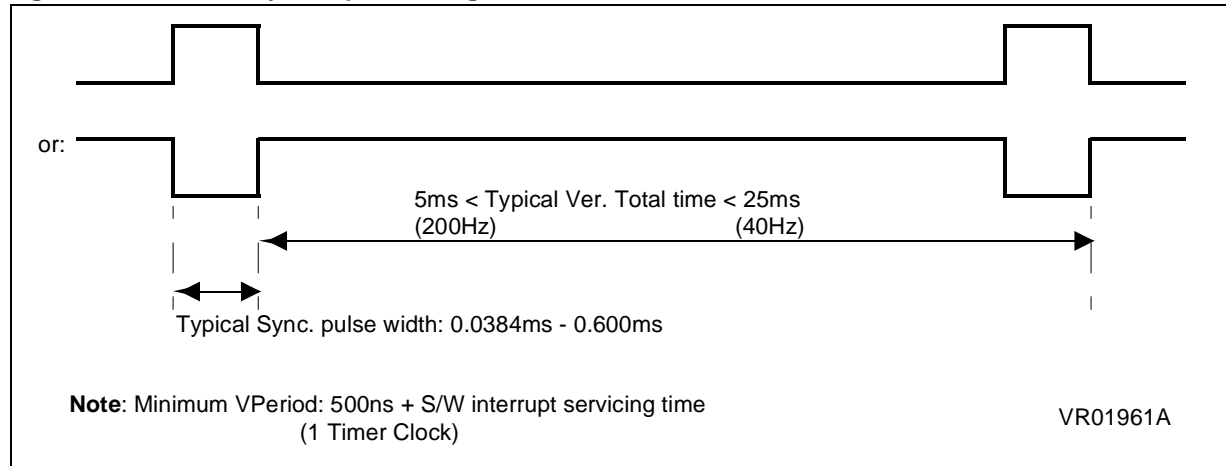 or:
5ms < Typical Ver. Total time < 25ms
(200Hz) (40Hz)
Typical Sync. pulse width: 0.0384ms - 0.600ms
Note: Minimum VPeriod: 500ns + S/W interrupt servicing time
(1 Timer Clock)
VR01961A